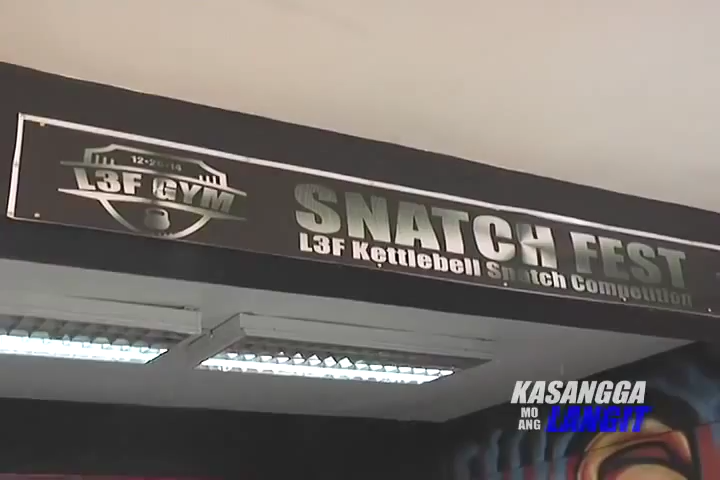 12•20•14
L3F GYM
SNATCH FEST
L3F Kettlebell Snatch Competition
KASANGGA
MO ANG LANGIT